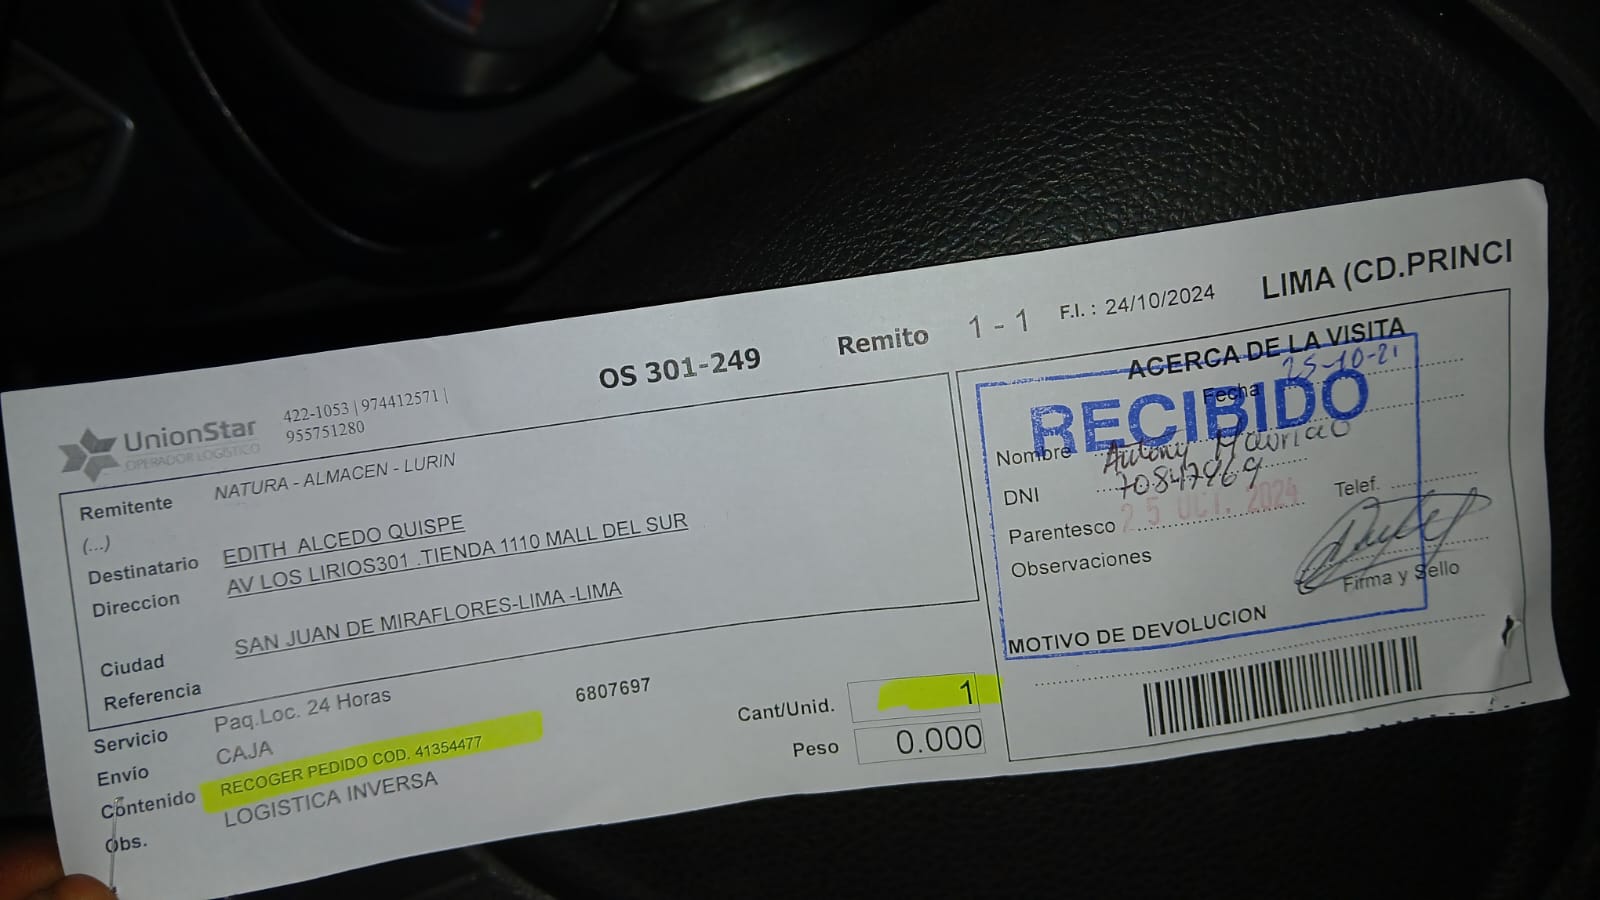 UnionStar
OPERADOR LOGÍSTICO
422-1053 | 974412571 |
955751280
OS 301-249
Remito 1 - 1
F.I. : 24/10/2024
LIMA (CD.PRINCI
Remitente NATURA - ALMACEN - LURIN
(...)
Destinatario EDITH ALCEDO QUISPE
Direccion AV LOS LIRIOS301 .TIENDA 1110 MALL DEL SUR
Ciudad SAN JUAN DE MIRAFLORES-LIMA -LIMA
Referencia
Servicio Paq.Loc. 24 Horas 6807697
Envío CAJA
Contenido RECOGER PEDIDO COD. 41354477
Obs. LOGISTICA INVERSA
Cant/Unid. 1
Peso 0.000
ACERCA DE LA VISITA
Fecha 25-10-21
RECIBIDO
Nombre Antony Mauricio
DNI
Parentesco
25 OCT. 2024
Telef.
Observaciones
Firma y Sello
MOTIVO DE DEVOLUCION